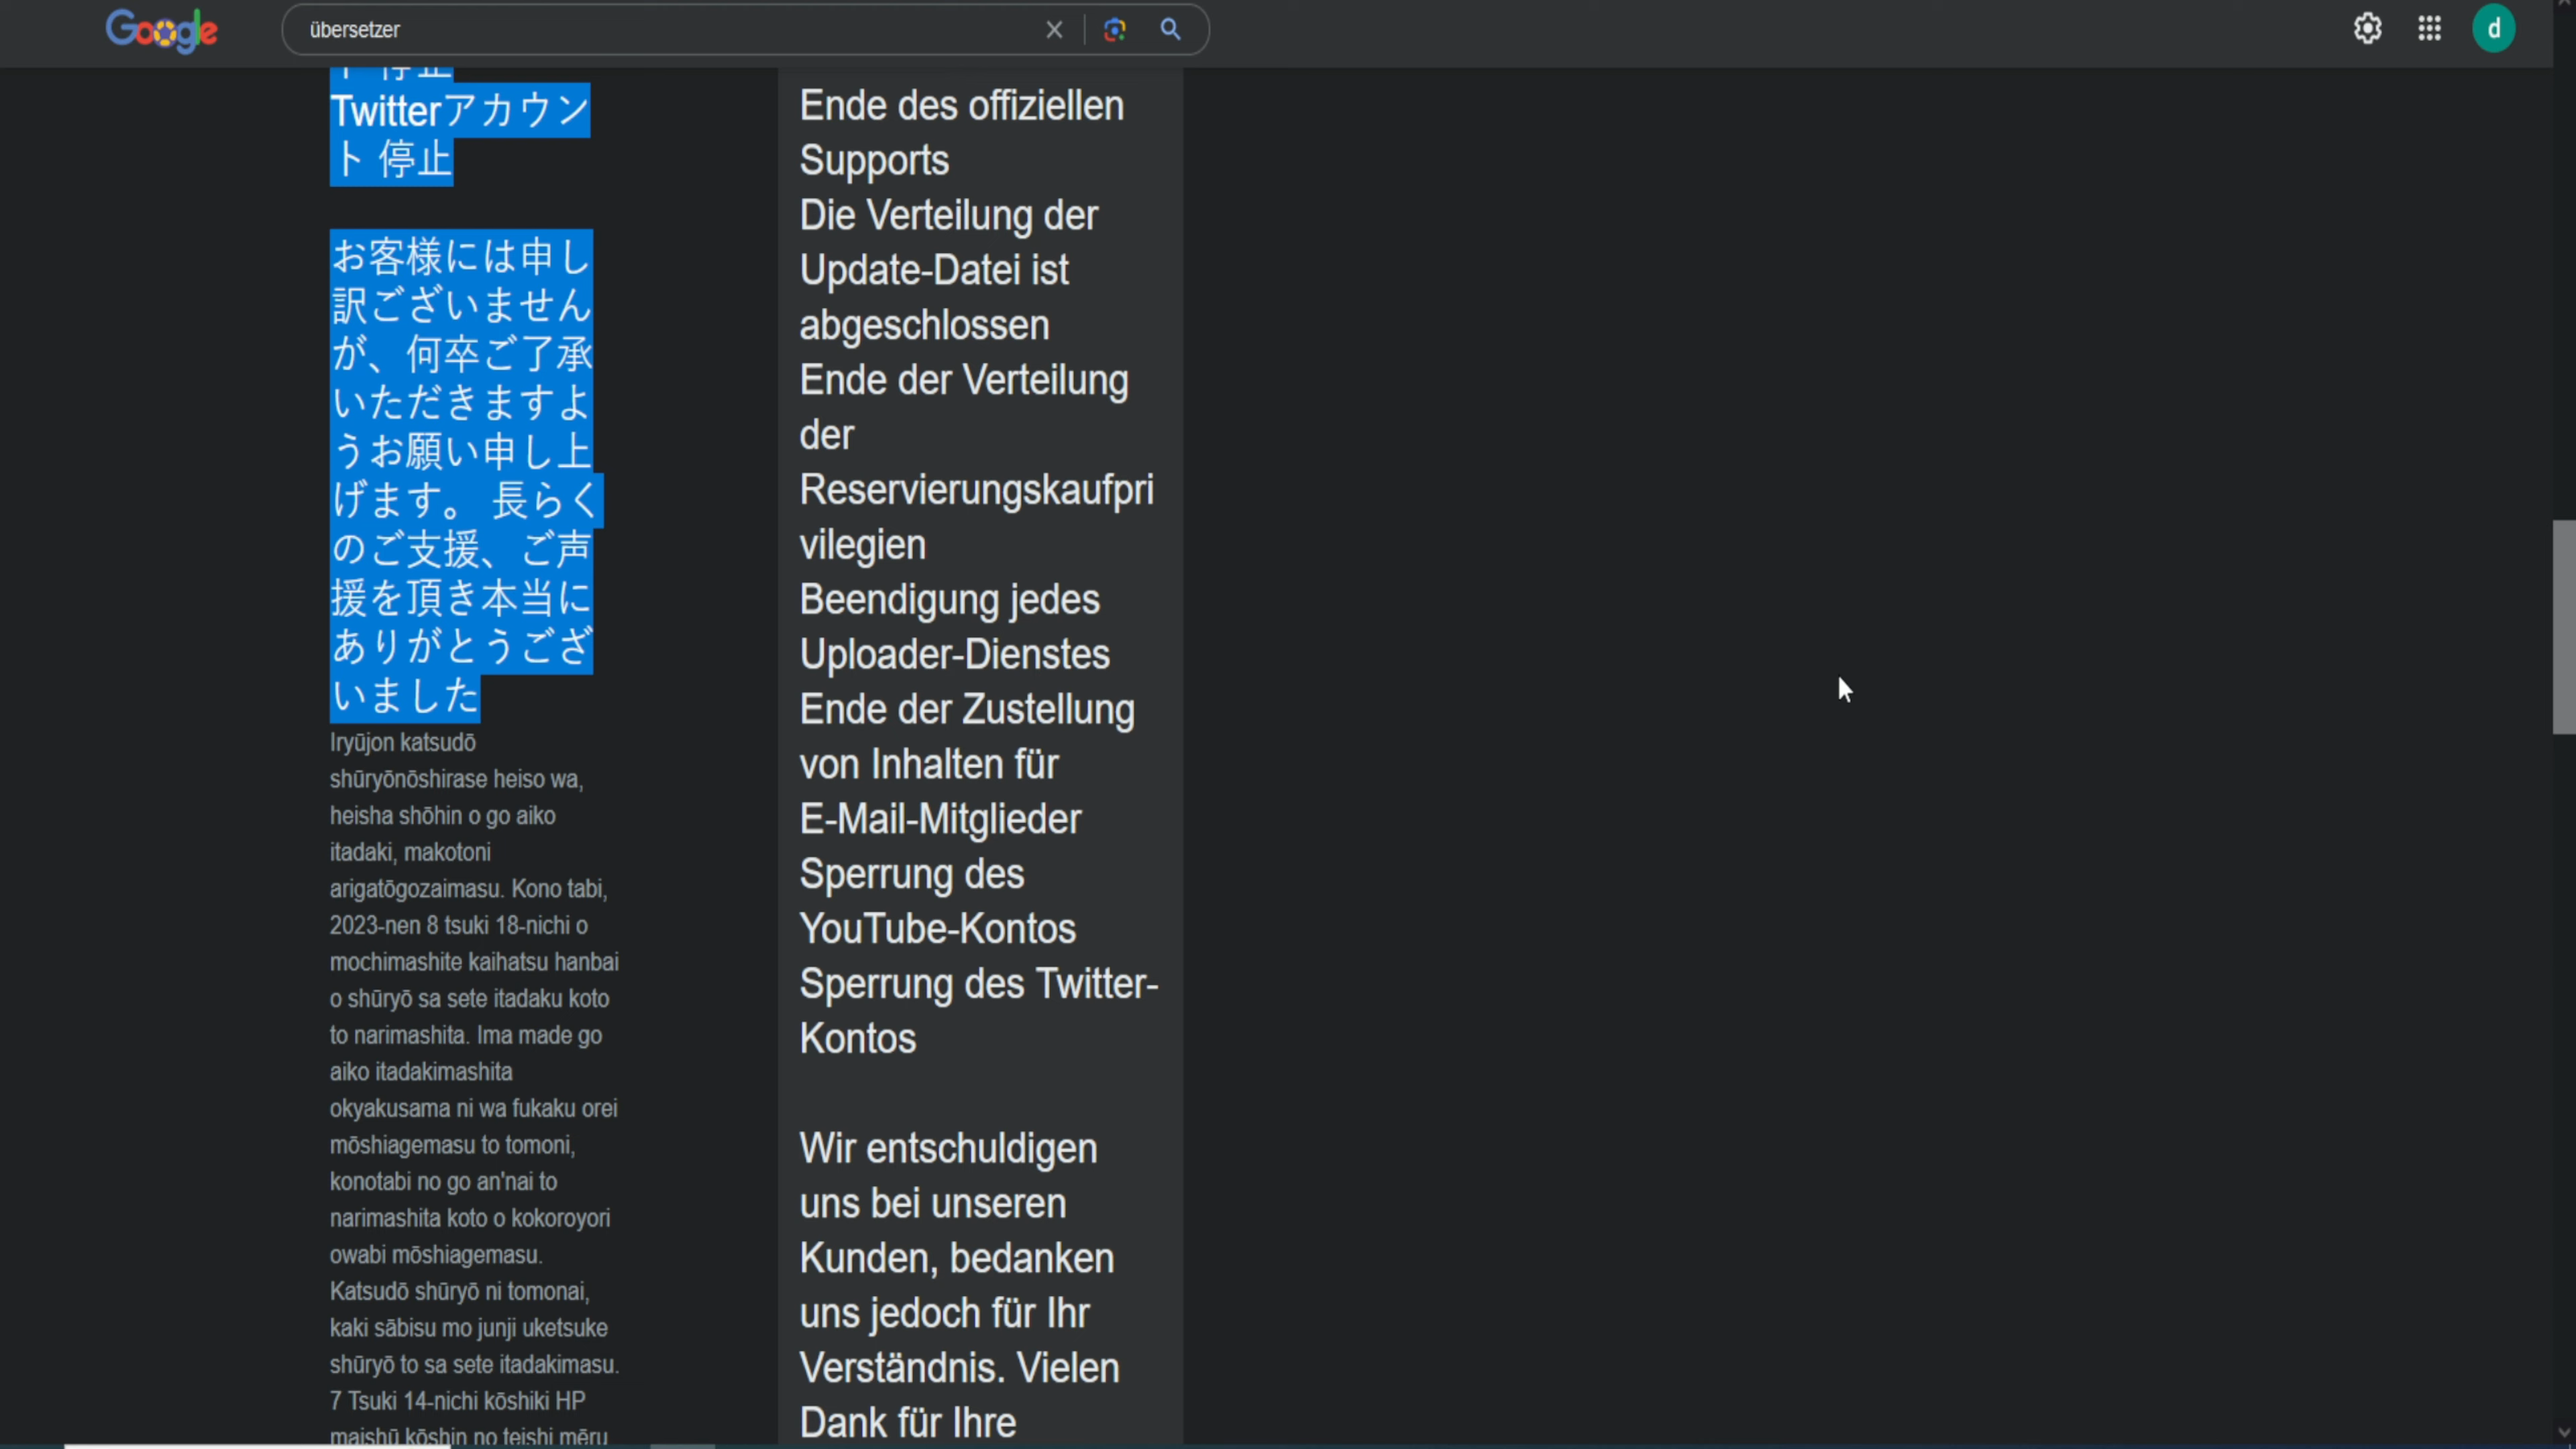 Google
übersetzer
d
ト 停止
Twitterアカウン
ト 停止
お客様には申し
訳ございません
が、何卒ご了承
いただきますよ
うお願い申し上
げます。 長らく
のご支援、ご声
援を頂き本当に
ありがとうござ
いました
Iryūjon katsudō
shūryōnōshirase heiso wa,
heisha shōhin o go aiko
itadaki, makotoni
arigatōgozaimasu. Kono tabi,
2023-nen 8 tsuki 18-nichi o
mochimashite kaihatsu hanbai
o shūryō sa sete itadaku koto
to narimashita. Ima made go
aiko itadakimashita
okyakusama ni wa fukaku orei
mōshiagemasu to tomoni,
konotabi no go an'nai to
narimashita koto o kokoroyori
owabi mōshiagemasu.
Katsudō shūryō ni tomonai,
kaki sābisu mo junji uketsuke
shūryō to sa sete itadakimasu.
7 Tsuki 14-nichi kōshiki HP
maishū kōshin no teishi mēru
Ende des offiziellen
Supports
Die Verteilung der
Update-Datei ist
abgeschlossen
Ende der Verteilung
der
Reservierungskaufpri
vilegien
Beendigung jedes
Uploader-Dienstes
Ende der Zustellung
von Inhalten für
E-Mail-Mitglieder
Sperrung des
YouTube-Kontos
Sperrung des Twitter-
Kontos
Wir entschuldigen
uns bei unseren
Kunden, bedanken
uns jedoch für Ihr
Verständnis. Vielen
Dank für Ihre